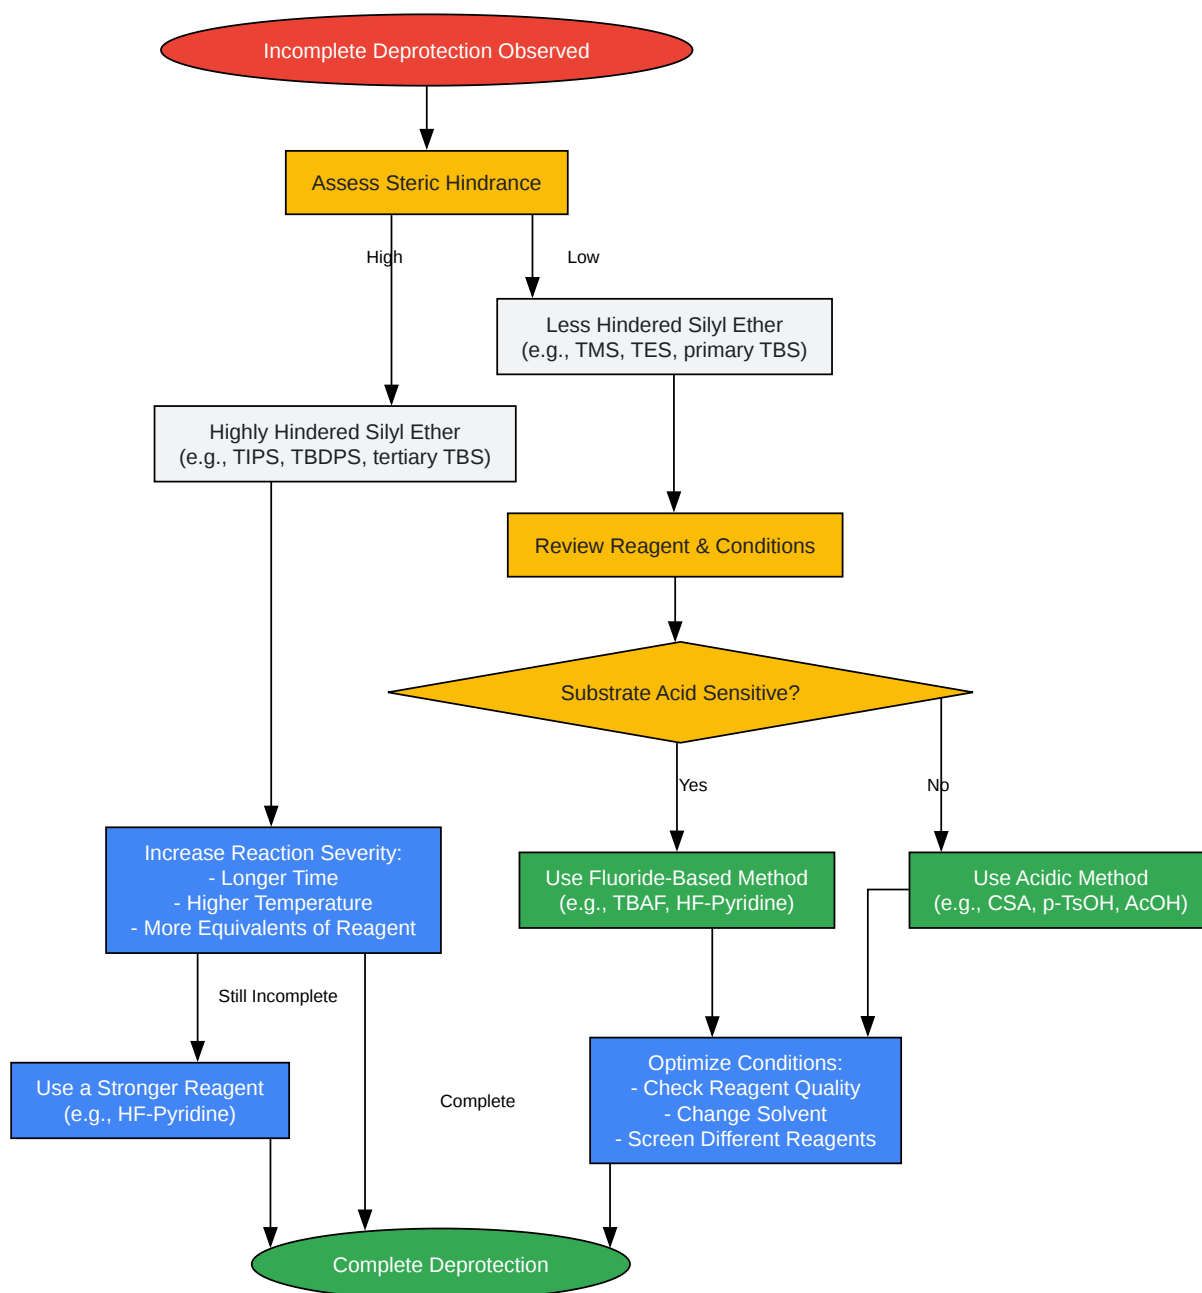 Incomplete Deprotection Observed
Assess Steric Hindrance
High
Low
Less Hindered Silyl Ether
(e.g., TMS, TES, primary TBS)
Highly Hindered Silyl Ether
(e.g., TIPS, TBDPS, tertiary TBS)
Review Reagent & Conditions
Substrate Acid Sensitive?
Yes
No
Increase Reaction Severity:
- Longer Time
- Higher Temperature
- More Equivalents of Reagent
Use Fluoride-Based Method
(e.g., TBAF, HF-Pyridine)
Use Acidic Method
(e.g., CSA, p-TsOH, AcOH)
Still Incomplete
Use a Stronger Reagent
(e.g., HF-Pyridine)
Complete
Optimize Conditions:
- Check Reagent Quality
- Change Solvent
- Screen Different Reagents
Complete Deprotection